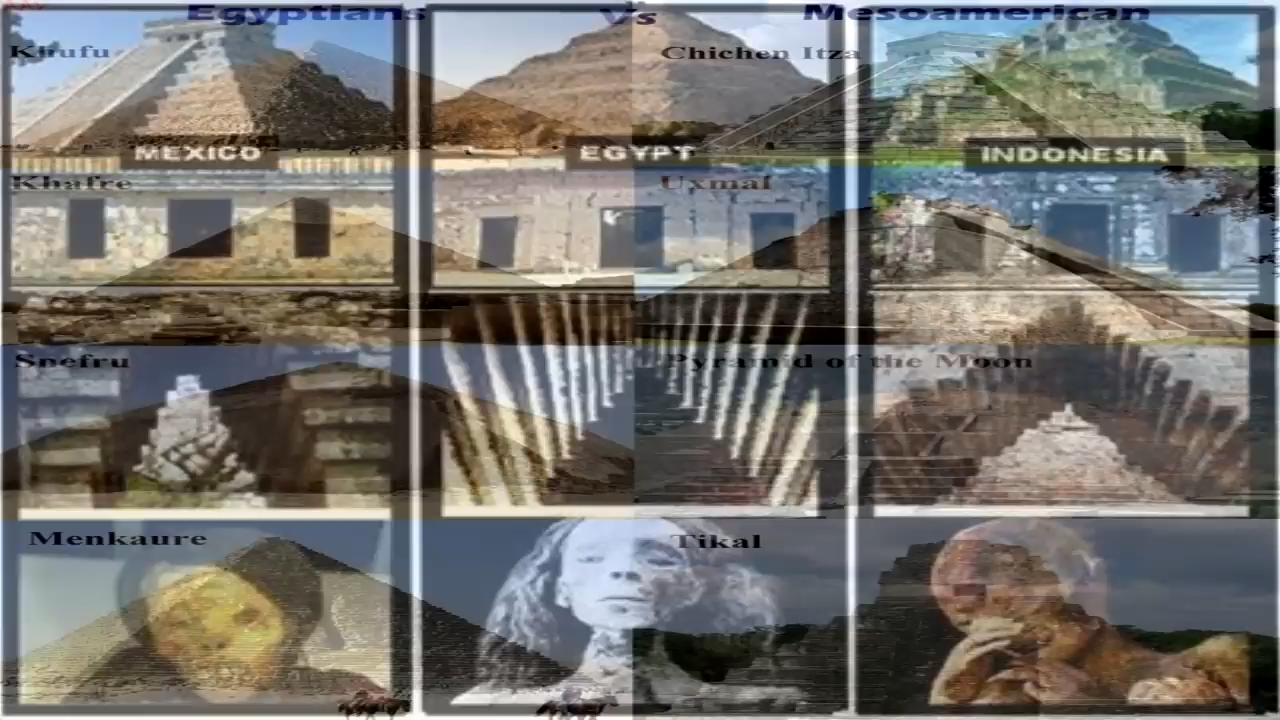 Egyptians Vs Mesoamerican
Khufu Chichen Itza
MEXICO EGYPT INDONESIA
Khafre Uxmal
Snefru Pyramid of the Moon
Menkaure Tikal